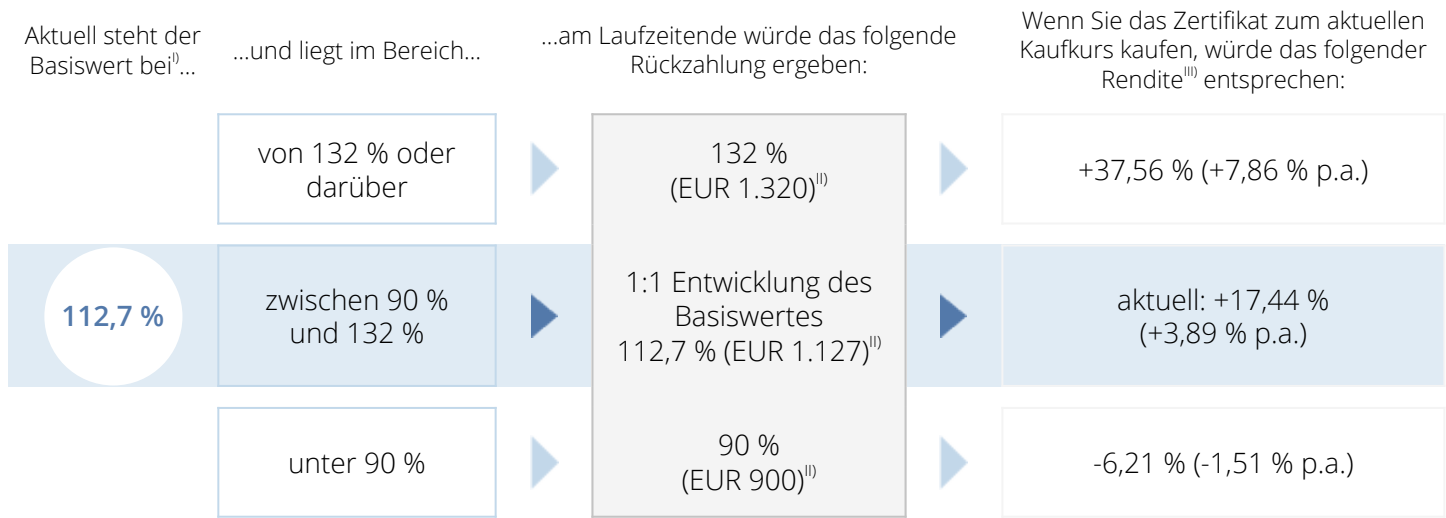 Aktuell steht der
Basiswert bei^I)...
...und liegt im Bereich...
...am Laufzeitende würde das folgende
Rückzahlung ergeben:
Wenn Sie das Zertifikat zum aktuellen
Kaufkurs kaufen, würde das folgender
Rendite^III) entsprechen:
von 132 % oder
darüber
132 %
(EUR 1.320)^II)
+37,56 % (+7,86 % p.a.)
112,7 %
zwischen 90 %
und 132 %
1:1 Entwicklung des
Basiswertes
112,7 % (EUR 1.127)^II)
aktuell: +17,44 %
(+3,89 % p.a.)
unter 90 %
90 %
(EUR 900)^II)
-6,21 % (-1,51 % p.a.)